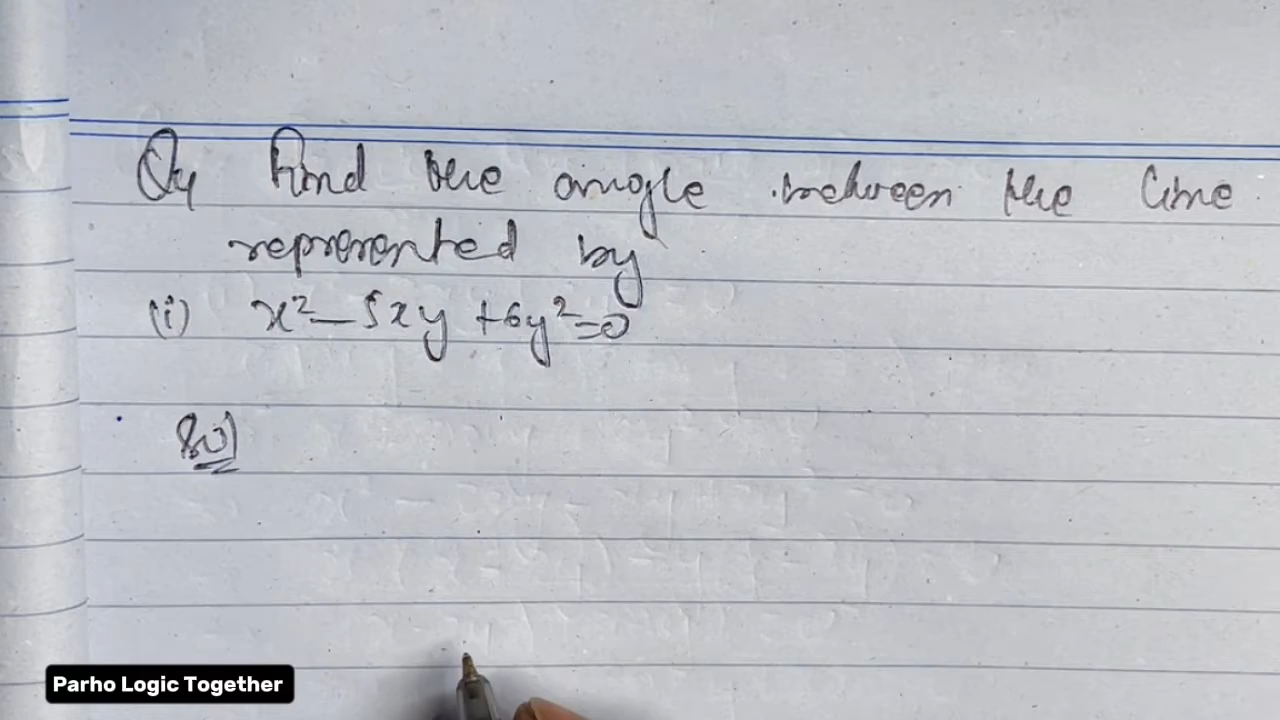 Q4 Find the angle between the line
represented by
(i) x²-5xy+6y²=0
Sol
Parho Logic Together